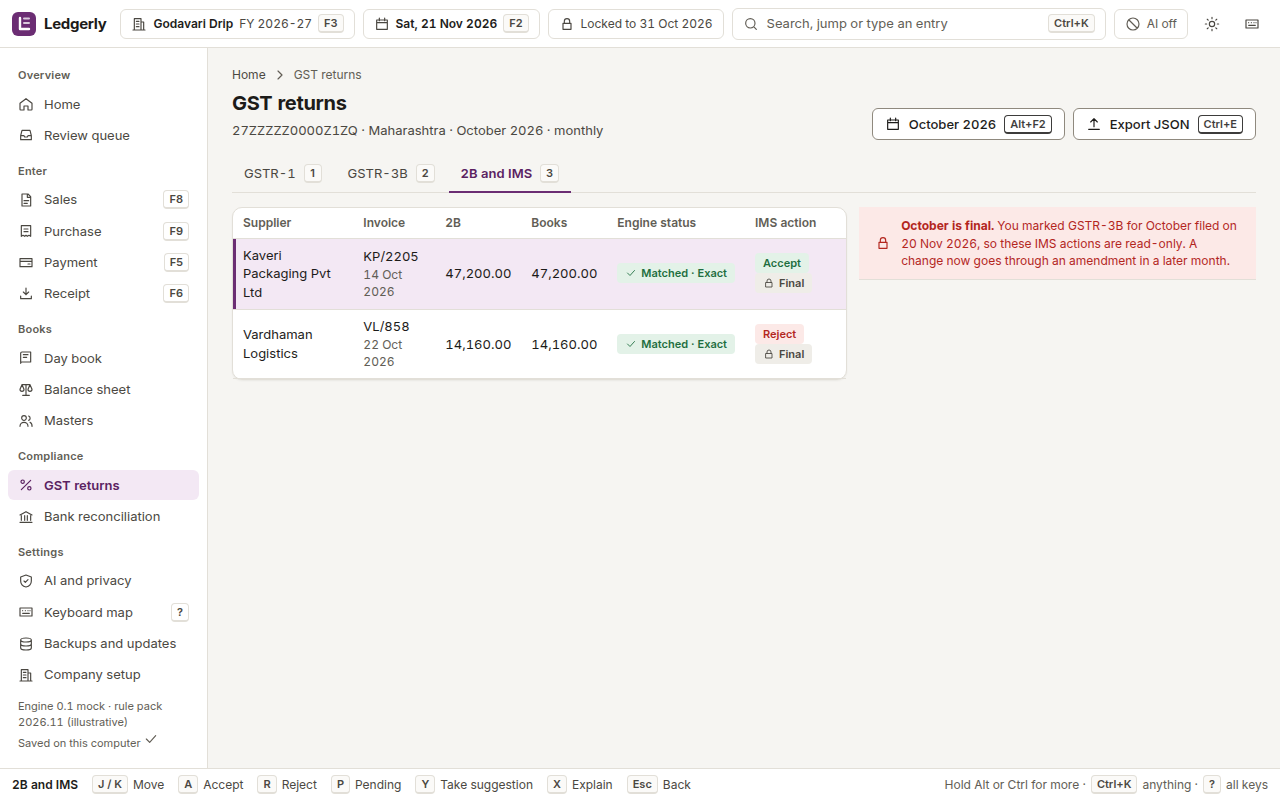 Ledgerly
Godavari Drip FY 2026-27 F3
Sat, 21 Nov 2026 F2
Locked to 31 Oct 2026
Search, jump or type an entry Ctrl+K
AI off
Overview
Home
Review queue
Enter
Sales F8
Purchase F9
Payment F5
Receipt F6
Books
Day book
Balance sheet
Masters
Compliance
GST returns
Bank reconciliation
Settings
AI and privacy
Keyboard map ?
Backups and updates
Company setup
Engine 0.1 mock · rule pack
2026.11 (illustrative)
Saved on this computer
Home > GST returns
GST returns
27ZZZZZ0000Z1ZQ · Maharashtra · October 2026 · monthly
October 2026 Alt+F2
Export JSON Ctrl+E
GSTR-1 1 GSTR-3B 2 2B and IMS 3
Supplier Invoice 2B Books Engine status IMS action
Kaveri
Packaging Pvt
Ltd
KP/2205
14 Oct
2026
47,200.00 47,200.00 Matched · Exact
Accept
Final
Vardhaman
Logistics
VL/858
22 Oct
2026
14,160.00 14,160.00 Matched · Exact
Reject
Final
October is final. You marked GSTR-3B for October filed on
20 Nov 2026, so these IMS actions are read-only. A
change now goes through an amendment in a later month.
2B and IMS J / K Move A Accept R Reject P Pending Y Take suggestion X Explain Esc Back
Hold Alt or Ctrl for more · Ctrl+K anything · ? all keys